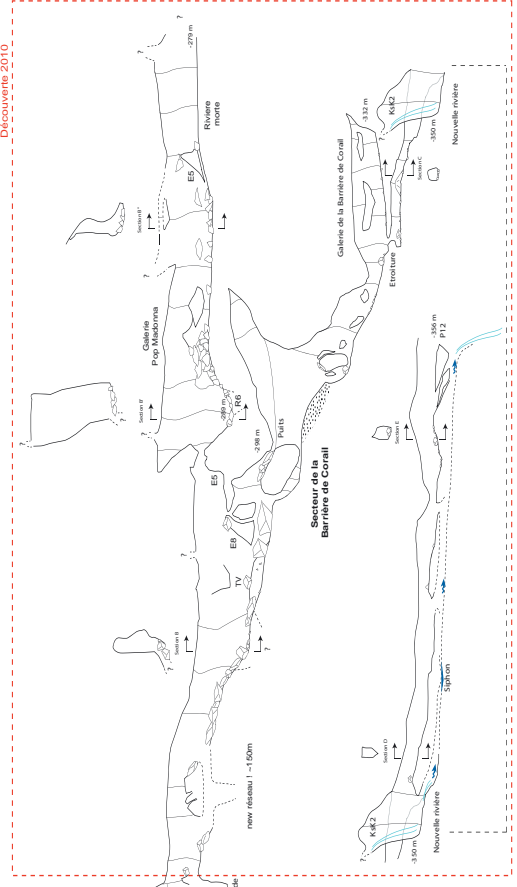 Découverte 2010
?
-279 m
?
Riviere
morte
E5
Section B''
?
Galerie
Pop Madonna
?
Section B'
?
-289 m
R6
E5
-298 m
Puits
E8
?
TV
?
Section B
?
new réseau ! ~150m
de
Secteur de la
Barrière de Corail
Galerie de la Barrière de Corail
-332 m
?
KsK2
-350 m
Nouvelle rivière
Section C
Etroiture
-356 m
P12
Section E
Siphon
Section D
?
KsK2
-350 m
Nouvelle rivière